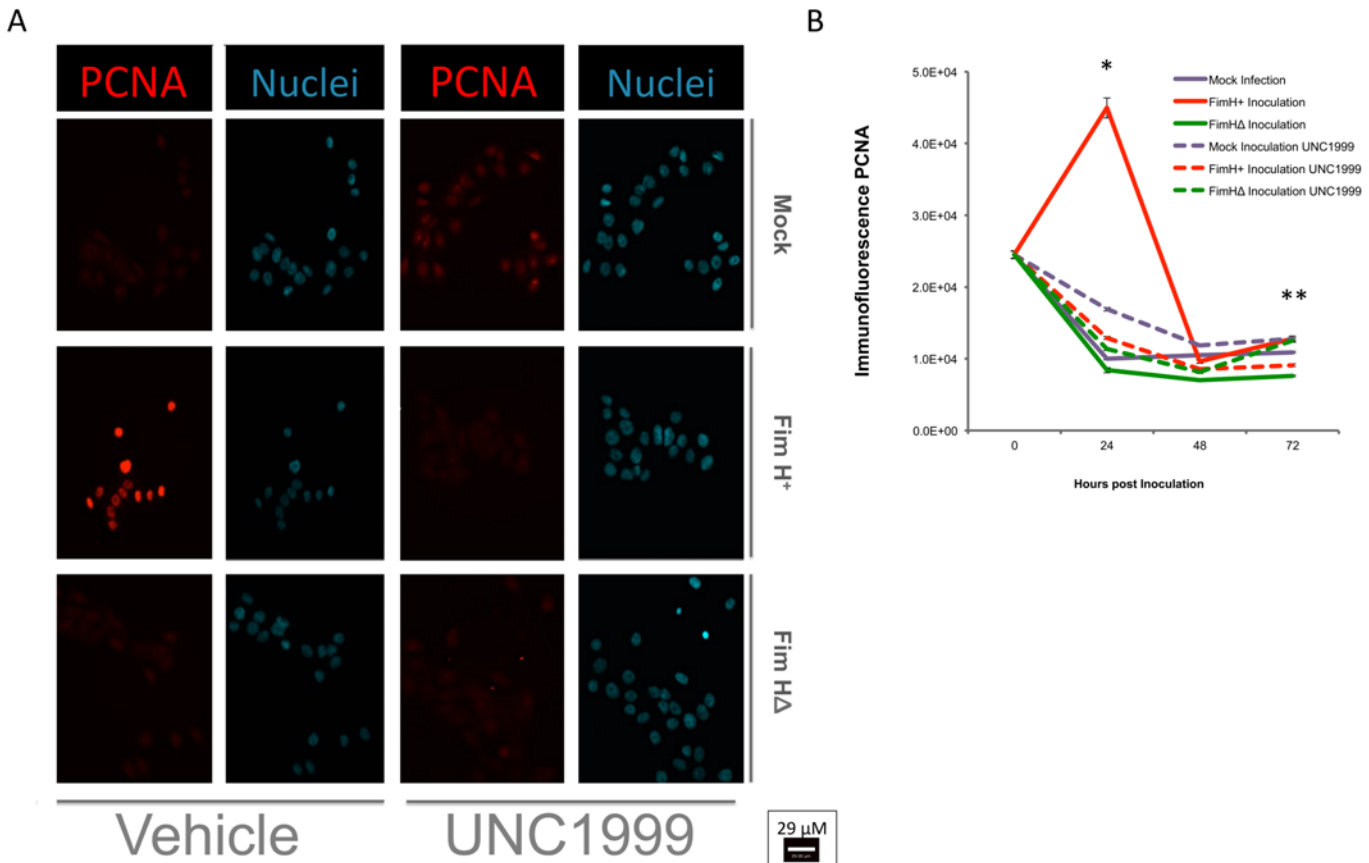 A
PCNA Nuclei PCNA Nuclei
Mock
Fim H⁺
Fim HΔ
Vehicle UNC1999
29 μM
B
Immunofluorescence PCNA
5.0E+04
4.0E+04
3.0E+04
2.0E+04
1.0E+04
0.0E+00
*
**
0 24 48 72
Hours post Inoculation
Mock Infection
FimH+ Inoculation
FimHΔ Inoculation
Mock Inoculation UNC1999
FimH+ Inoculation UNC1999
FimHΔ Inoculation UNC1999